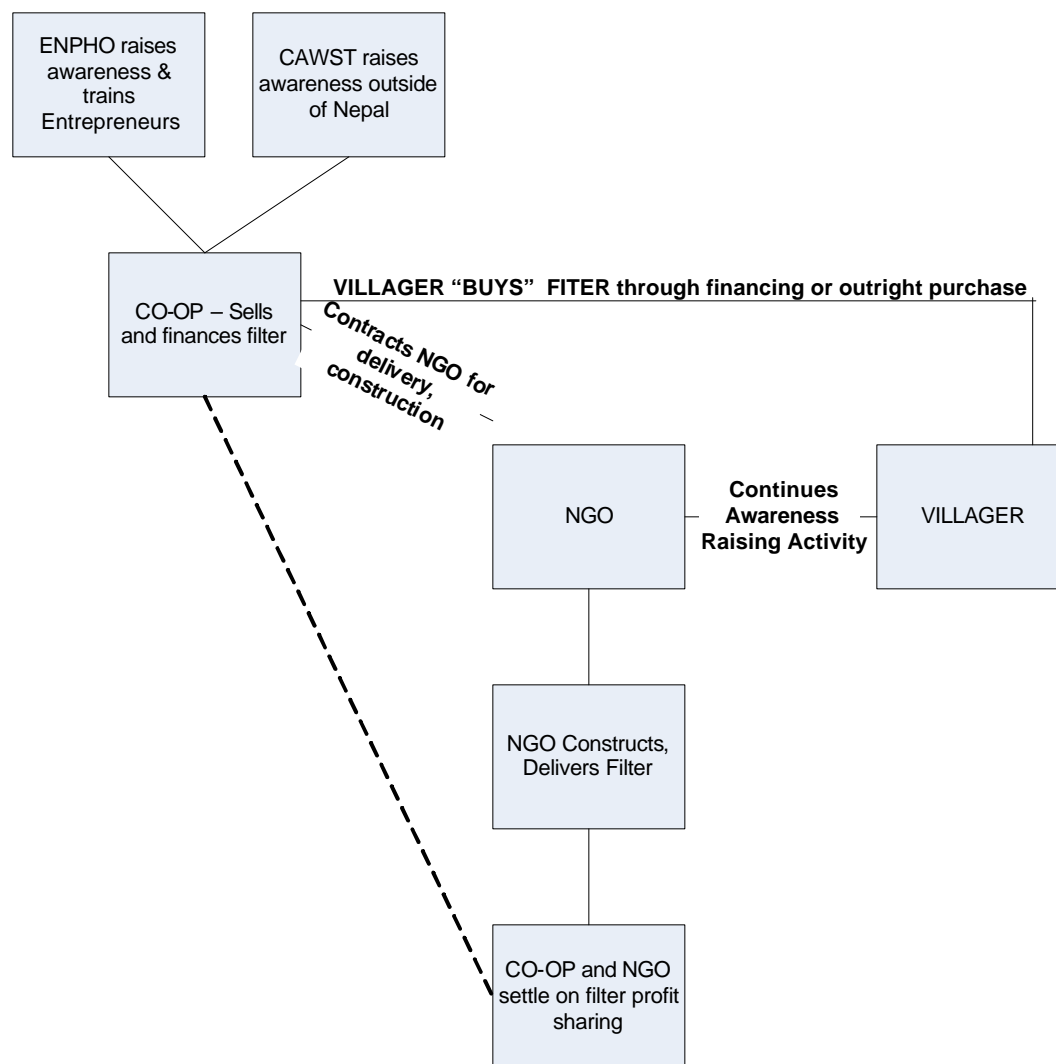 ENPHO raises
awareness &
trains
Entrepreneurs
CAWST raises
awareness outside
of Nepal
CO-OP – Sells
and finances filter
VILLAGER “BUYS” FITER through financing or outright purchase
Contracts NGO for
delivery,
construction
NGO
Continues
Awareness
Raising Activity
VILLAGER
NGO Constructs,
Delivers Filter
CO-OP and NGO
settle on filter profit
sharing